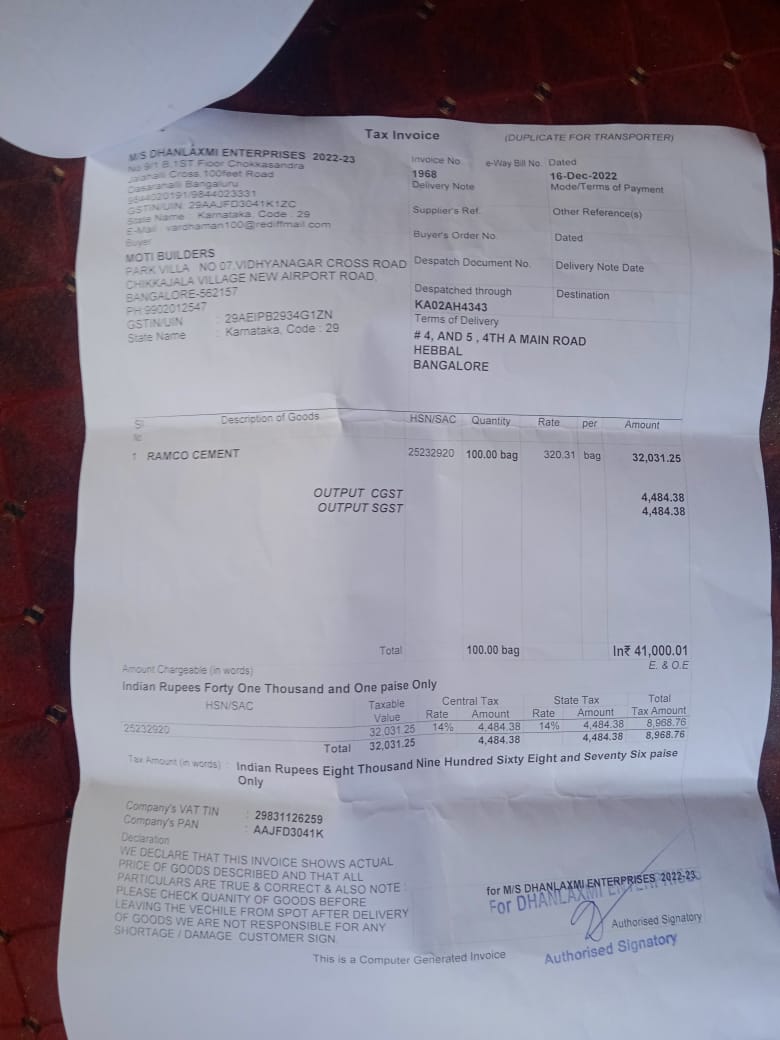 Tax Invoice
(DUPLICATE FOR TRANSPORTER)
M/S DHANLAXMI ENTERPRISES 2022-23
No 9/1 B,1ST Floor Chokkasandra
Jalahalli Cross,100feet Road
Dasarahalli Bangaluru
9844020191/9844023331
GSTIN/UIN: 29AAJFD3041K1ZC
State Name : Karnataka, Code : 29
E-Mail : vardhaman100@rediffmail.com
Buyer
MOTI BUILDERS
PARK VILLA NO 07,VIDHYANAGAR CROSS ROAD
CHIKKAJALA VILLAGE NEW AIRPORT ROAD,
BANGALORE-562157
PH:9902012547
GSTIN/UIN : 29AEIPB2934G1ZN
State Name : Karnataka, Code : 29
Invoice No. e-Way Bill No. Dated
1968 16-Dec-2022
Delivery Note Mode/Terms of Payment
Supplier's Ref. Other Reference(s)
Buyer's Order No. Dated
Despatch Document No. Delivery Note Date
Despatched through Destination
KA02AH4343
Terms of Delivery
# 4, AND 5 , 4TH A MAIN ROAD
HEBBAL
BANGALORE
Sl Description of Goods HSN/SAC Quantity Rate per Amount
No
1 RAMCO CEMENT 25232920 100.00 bag 320.31 bag 32,031.25
OUTPUT CGST 4,484.38
OUTPUT SGST 4,484.38
Total 100.00 bag In₹ 41,000.01
Amount Chargeable (in words) E. & O.E
Indian Rupees Forty One Thousand and One paise Only
HSN/SAC Taxable Central Tax State Tax Total
Value Rate Amount Rate Amount Tax Amount
25232920 32,031.25 14% 4,484.38 14% 4,484.38 8,968.76
Total 32,031.25 4,484.38 4,484.38 8,968.76
Tax Amount (in words) : Indian Rupees Eight Thousand Nine Hundred Sixty Eight and Seventy Six paise
Only
Company's VAT TIN : 29831126259
Company's PAN : AAJFD3041K
Declaration
WE DECLARE THAT THIS INVOICE SHOWS ACTUAL
PRICE OF GOODS DESCRIBED AND THAT ALL
PARTICULARS ARE TRUE & CORRECT & ALSO NOTE :
PLEASE CHECK QUANITY OF GOODS BEFORE
LEAVING THE VECHILE FROM SPOT AFTER DELIVERY
OF GOODS WE ARE NOT RESPONSIBLE FOR ANY
SHORTAGE / DAMAGE. CUSTOMER SIGN.
for M/S DHANLAXMI ENTERPRISES 2022-23
For DHANLAXMI ENTERPRISES
Authorised Signatory
Authorised Signatory
This is a Computer Generated Invoice